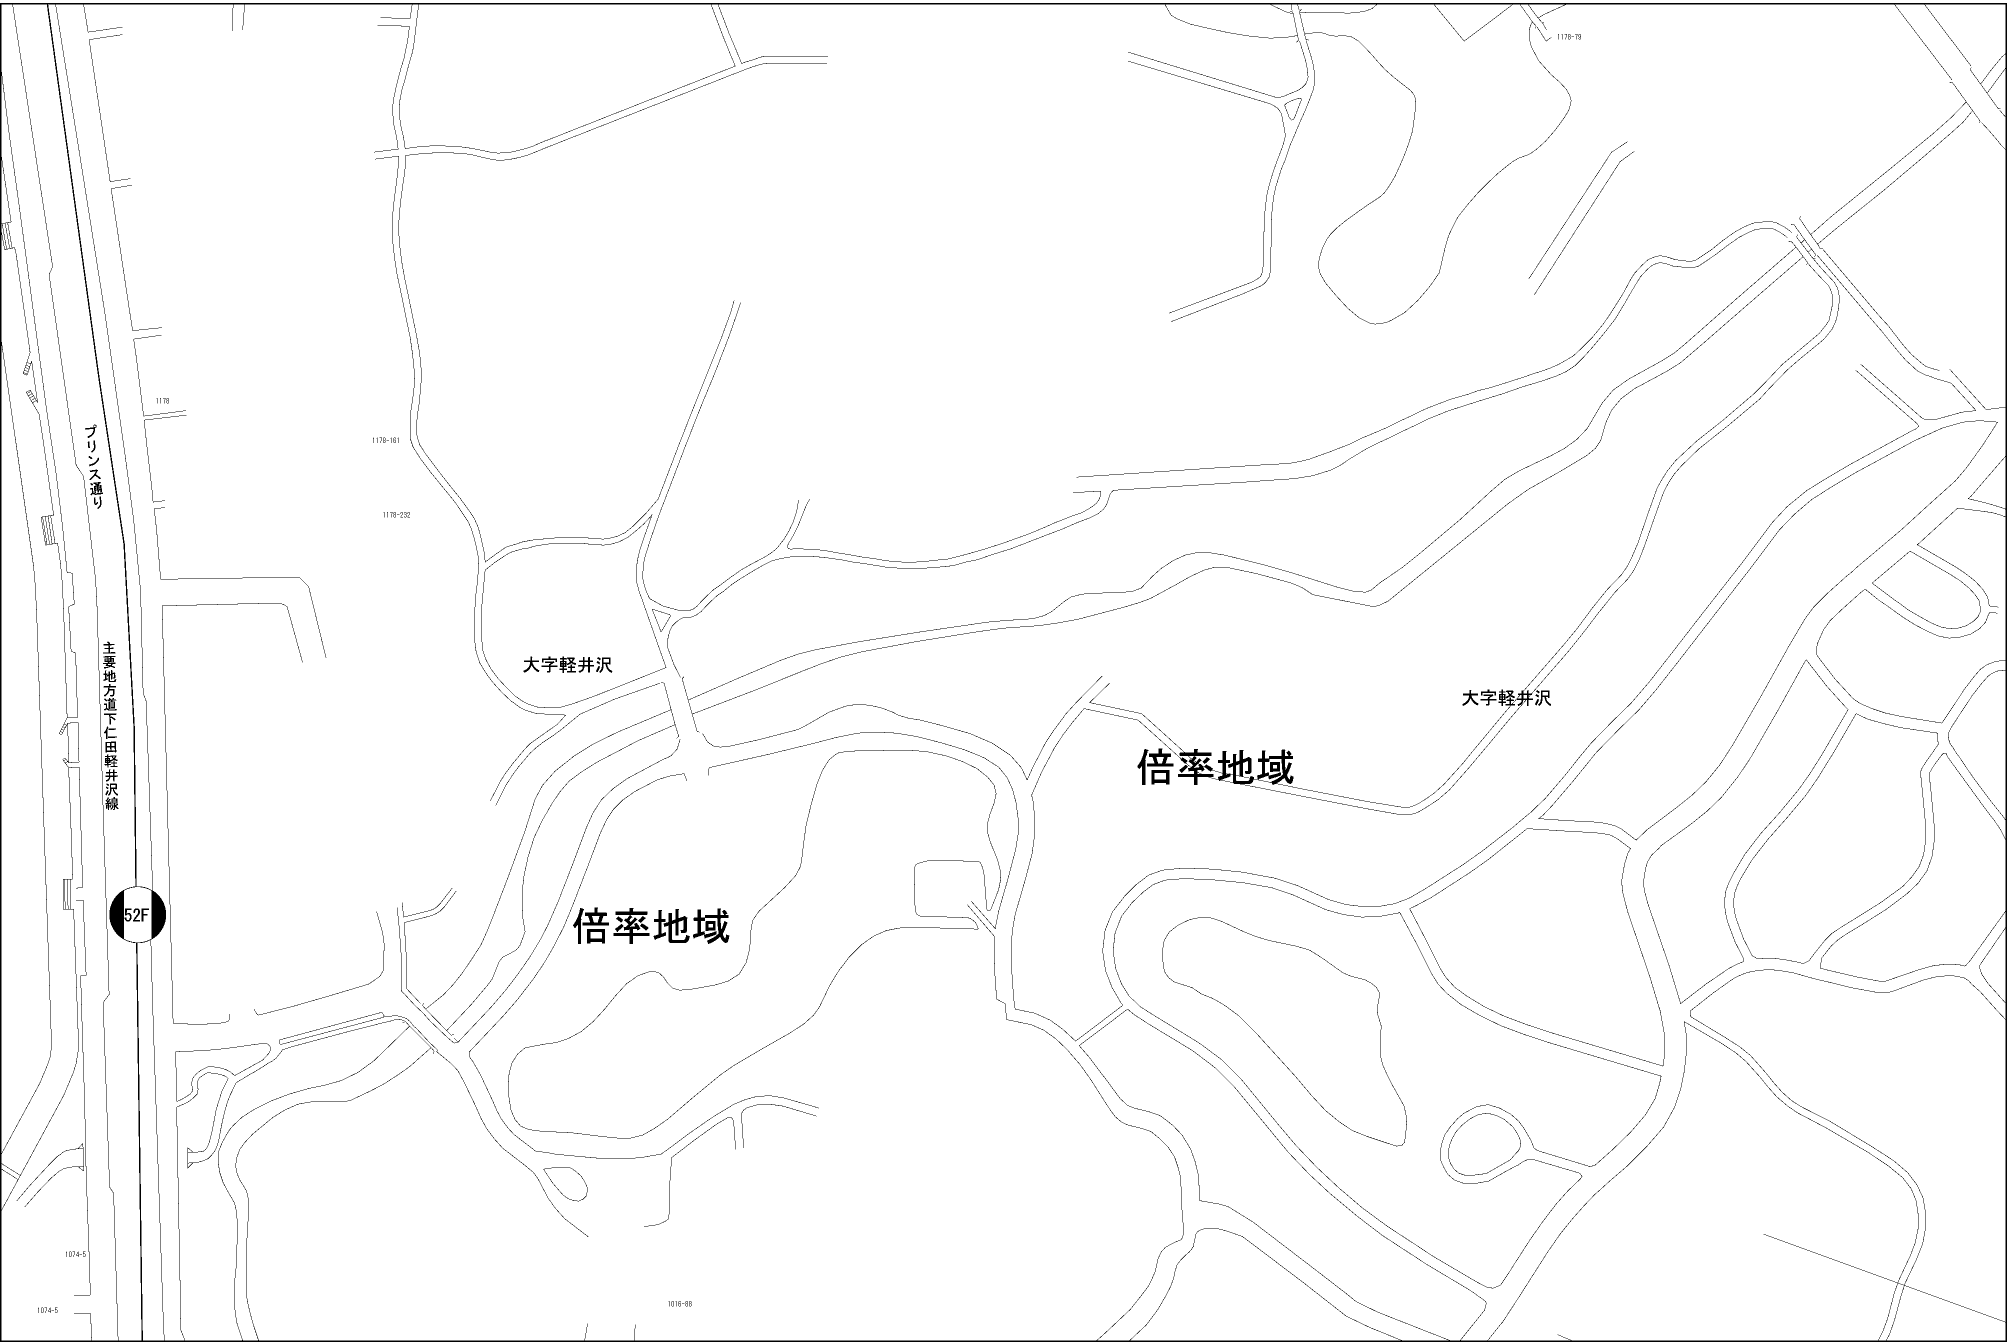 1178-79
1178
プリンス通り
1178-161
1178-232
主要地方道下仁田軽井沢線
大字軽井沢
大字軽井沢
倍率地域
倍率地域
52F
1074-5
1074-5
1016-88